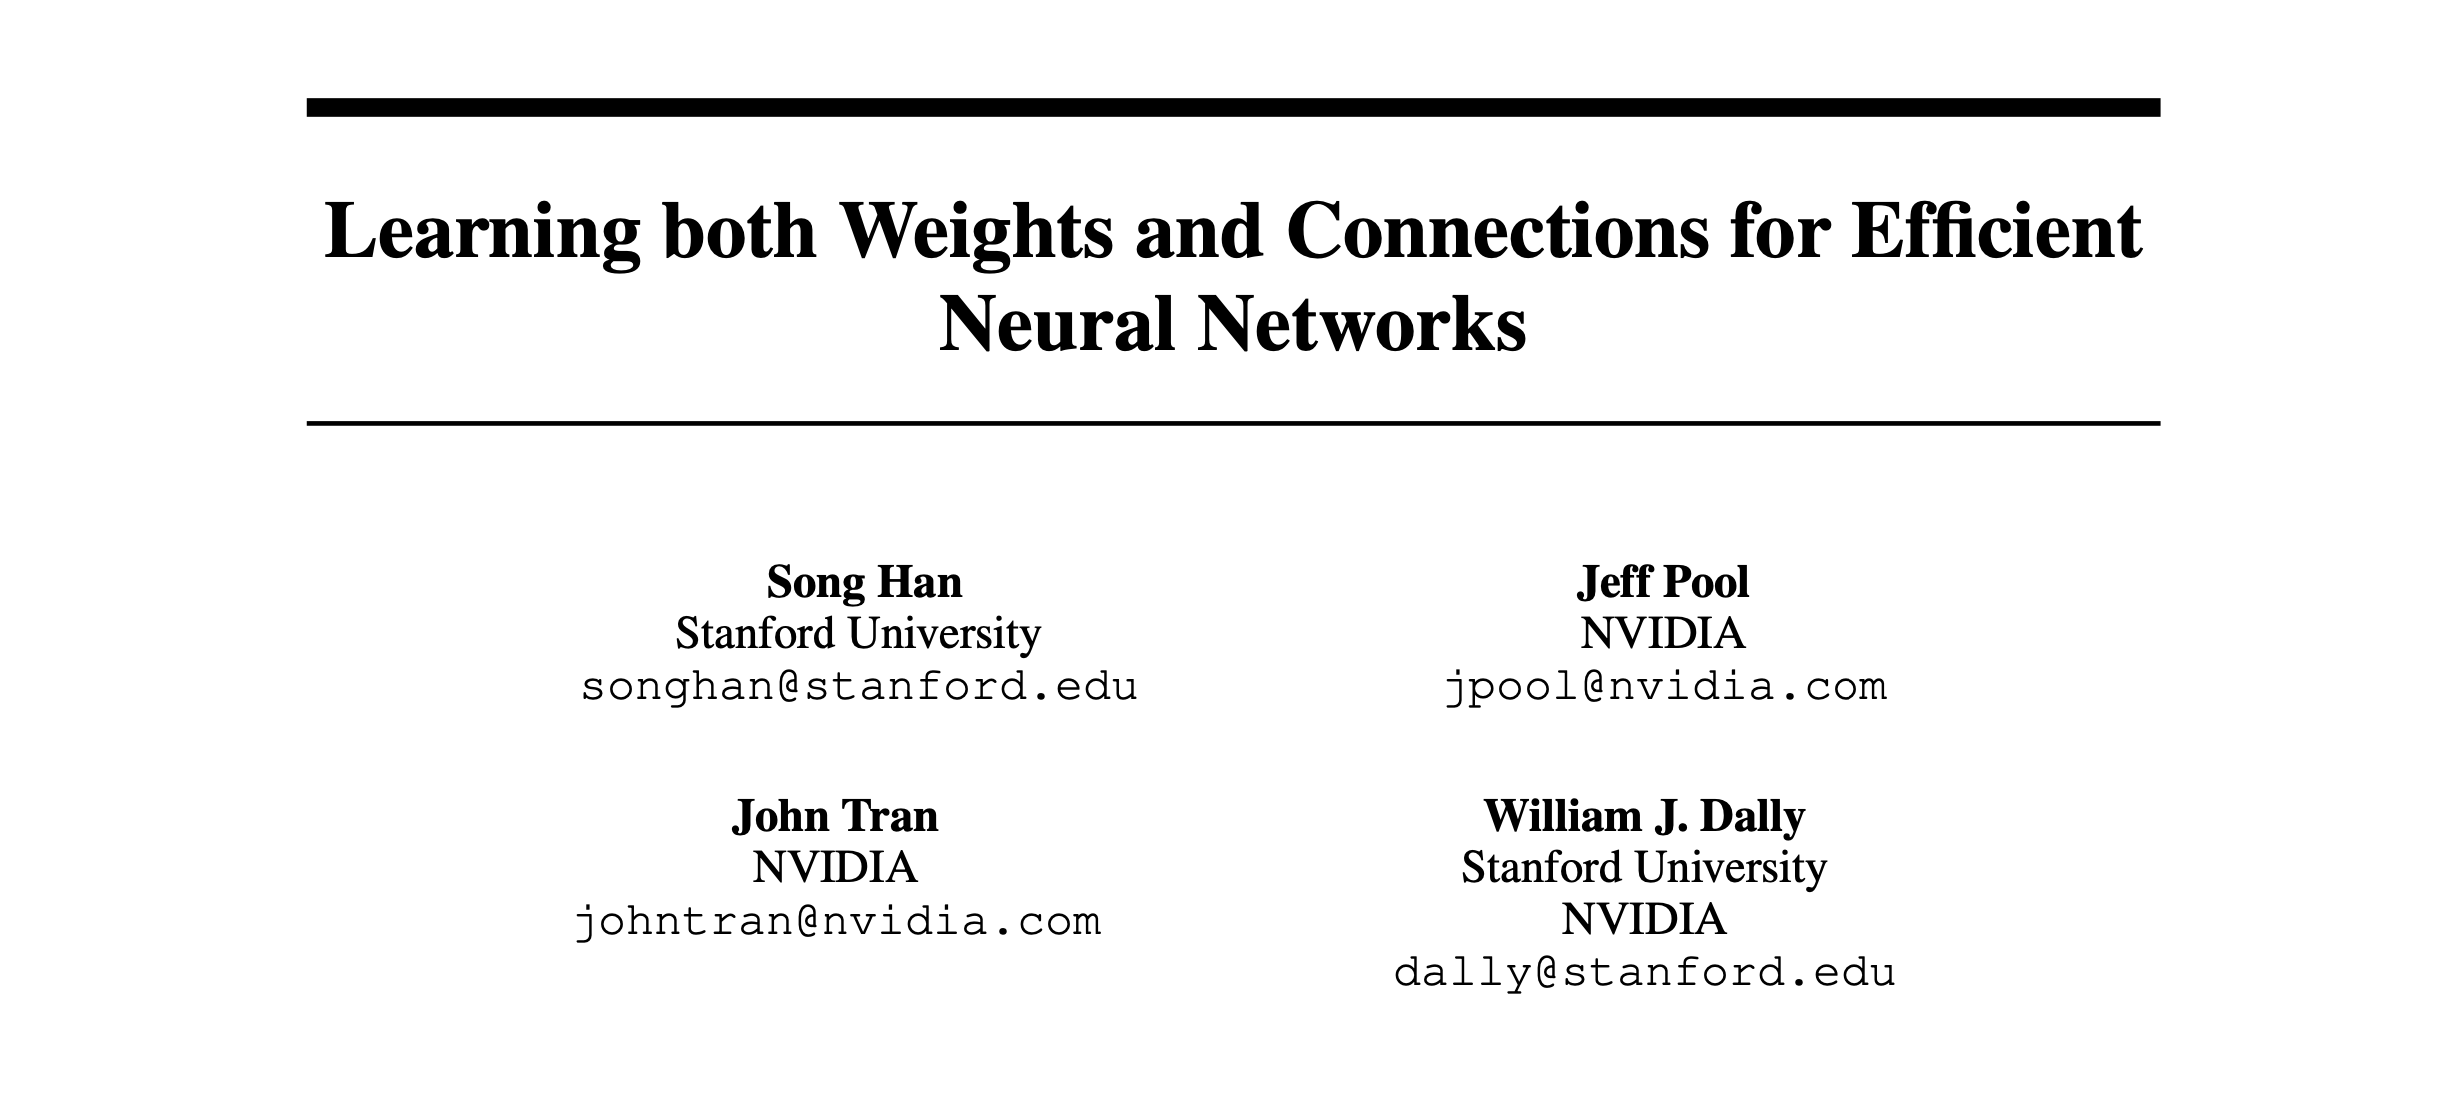 Learning both Weights and Connections for Efficient
Neural Networks
Song Han
Stanford University
songhan@stanford.edu
Jeff Pool
NVIDIA
jpool@nvidia.com
John Tran
NVIDIA
johntran@nvidia.com
William J. Dally
Stanford University
NVIDIA
dally@stanford.edu